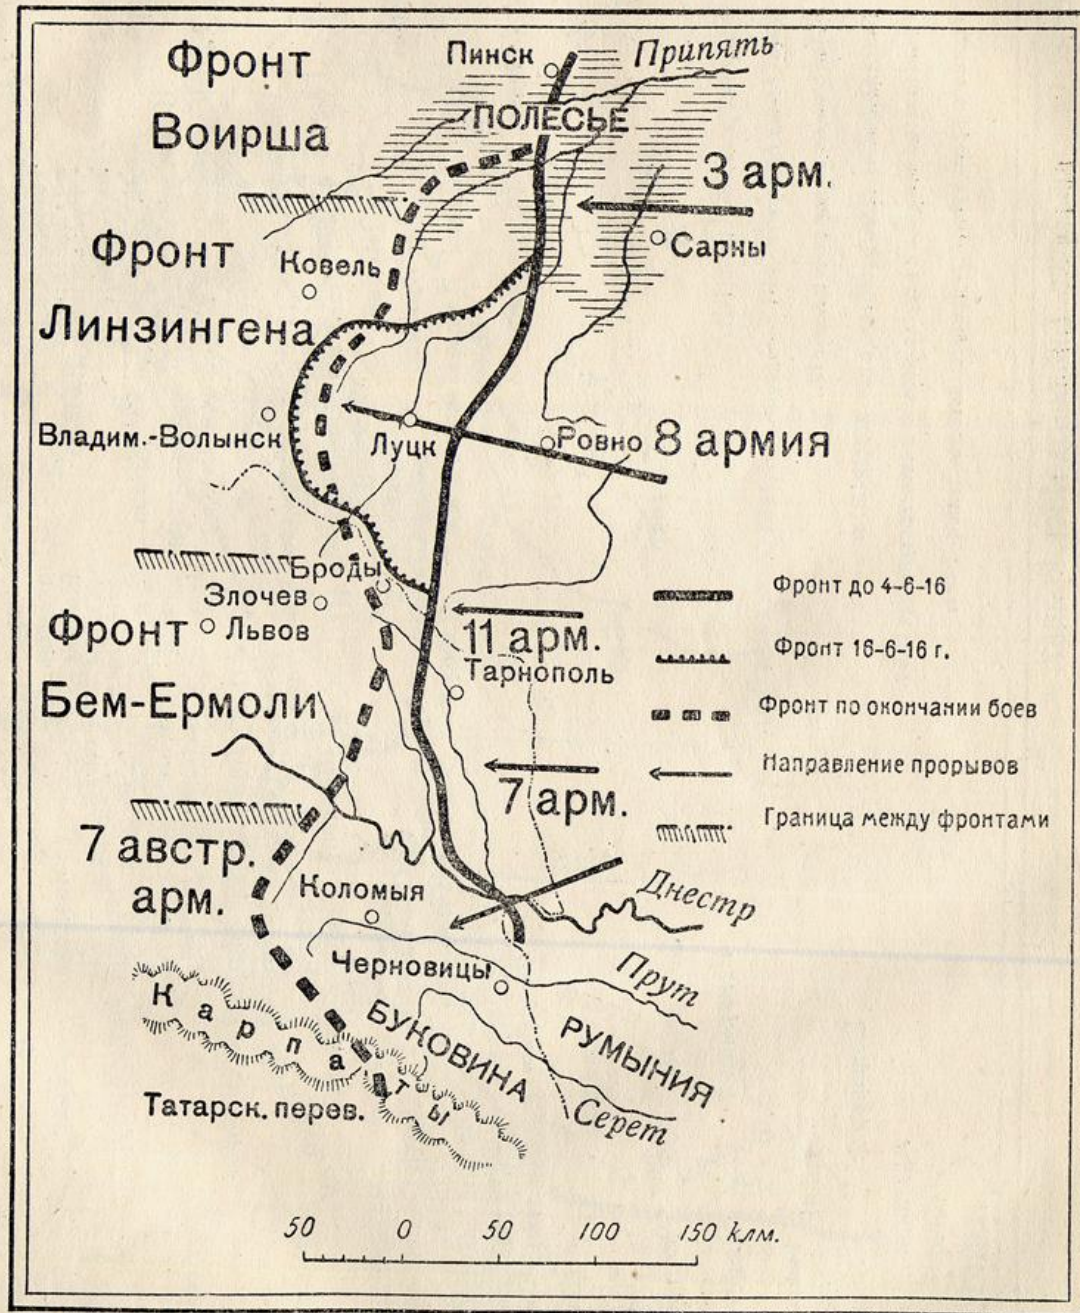 Фронт
Воирша
Пинск
Припять
ПОЛЕСЬЕ
3 арм.
Сарны
Фронт
Ковель
Линзингена
Владим.-Волынск
Луцк
Ровно
8 армия
Броды
Злочев
Фронт
Львов
11 арм.
Тарнополь
Бем-Ермоли
7 арм.
7 австр.
арм.
Коломыя
Днестр
Черновицы
Прут
Карпаты
БУКОВИНА
РУМЫНИЯ
Татарск. перев.
Серет
Фронт до 4-6-16
Фронт 16-6-16 г.
Фронт по окончании боев
Направление прорывов
Граница между фронтами
50 0 50 100 150 клм.